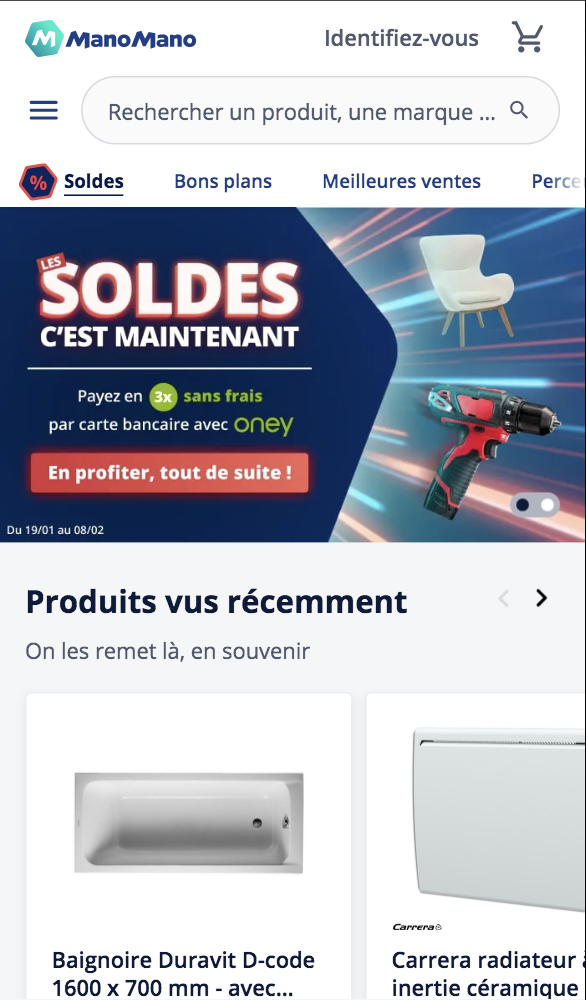 ManoMano
Identifiez-vous
Rechercher un produit, une marque ...
% Soldes Bons plans Meilleures ventes Perce
LES
SOLDES
C'EST MAINTENANT
Payez en 3x sans frais
par carte bancaire avec oney
En profiter, tout de suite !
Du 19/01 au 08/02
Produits vus récemment
On les remet là, en souvenir
Carrera
Baignoire Duravit D-code
1600 x 700 mm - avec...
Carrera radiateur à
inertie céramique